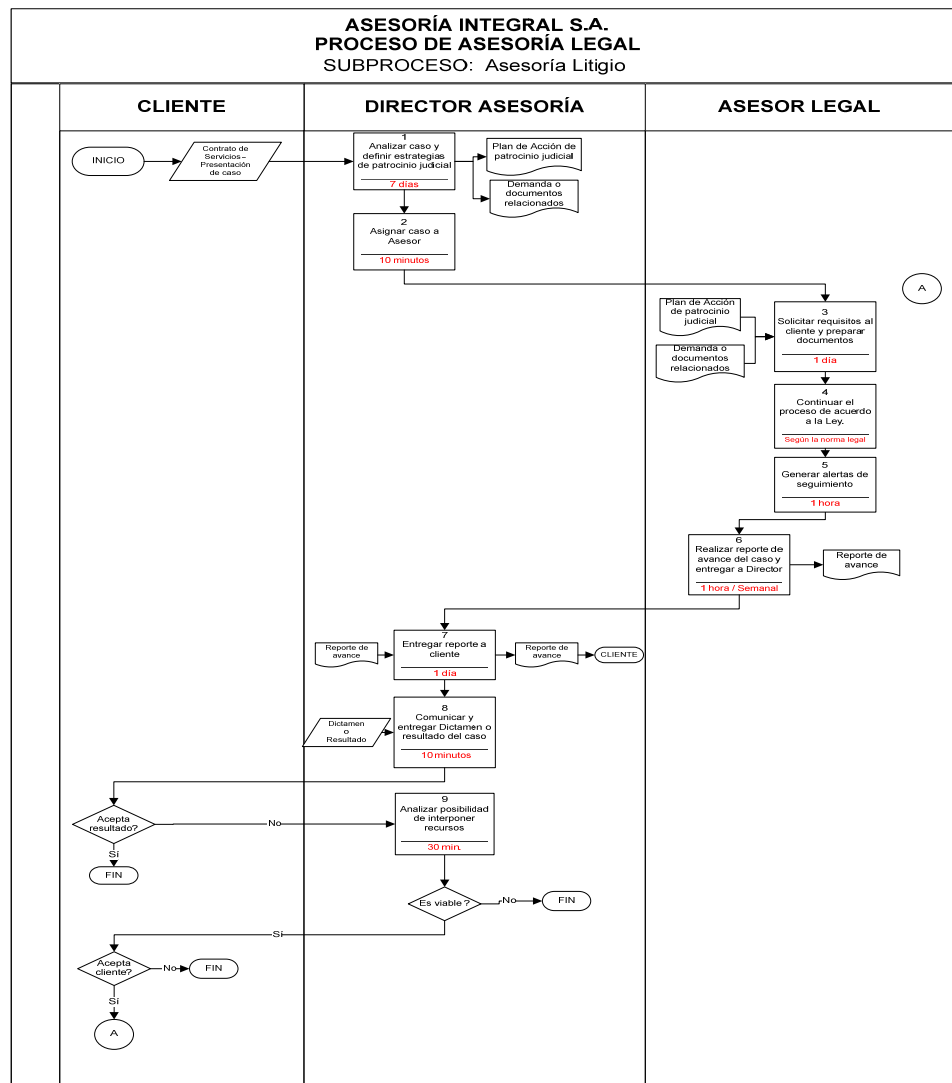 ASESORÍA INTEGRAL S.A.
PROCESO DE ASESORÍA LEGAL
SUBPROCESO: Asesoría Litigio
CLIENTE
DIRECTOR ASESORÍA
ASESOR LEGAL
INICIO
Contrato de
Servicios –
Presentación
de caso
1
Analizar caso y
definir estrategias
de patrocinio judicial
7 días
Plan de Acción de
patrocinio judicial
Demanda o
documentos
relacionados
2
Asignar caso a
Asesor
10 minutos
A
Plan de Acción
de patrocinio
judicial
Demanda o
documentos
relacionados
3
Solicitar requisitos al
cliente y preparar
documentos
1 día
4
Continuar el
proceso de acuerdo
a la Ley.
Según la norma legal
5
Generar alertas de
seguimiento
1 hora
6
Realizar reporte de
avance del caso y
entregar a Director
1 hora / Semanal
Reporte de
avance
Reporte de
avance
7
Entregar reporte a
cliente
1 día
Reporte de
avance
CLIENTE
Dictamen
o
Resultado
8
Comunicar y
entregar Dictamen o
resultado del caso
10 minutos
Acepta
resultado?
No
Sí
FIN
9
Analizar posibilidad
de interponer
recursos
30 min.
Es viable ?
No
FIN
Sí
Acepta
cliente?
No
FIN
Sí
A